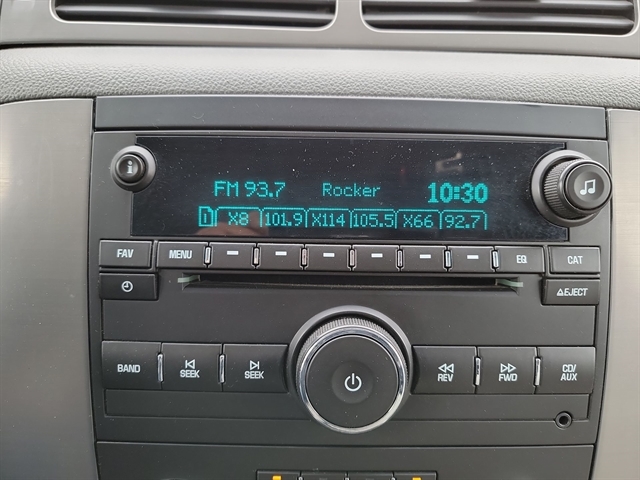 i
FM 93.7 Rocker 10:30
1 X8 101.9 X114 105.5 X66 92.7
FAV MENU EQ CAT
EJECT
BAND SEEK SEEK REV FWD CD/
AUX